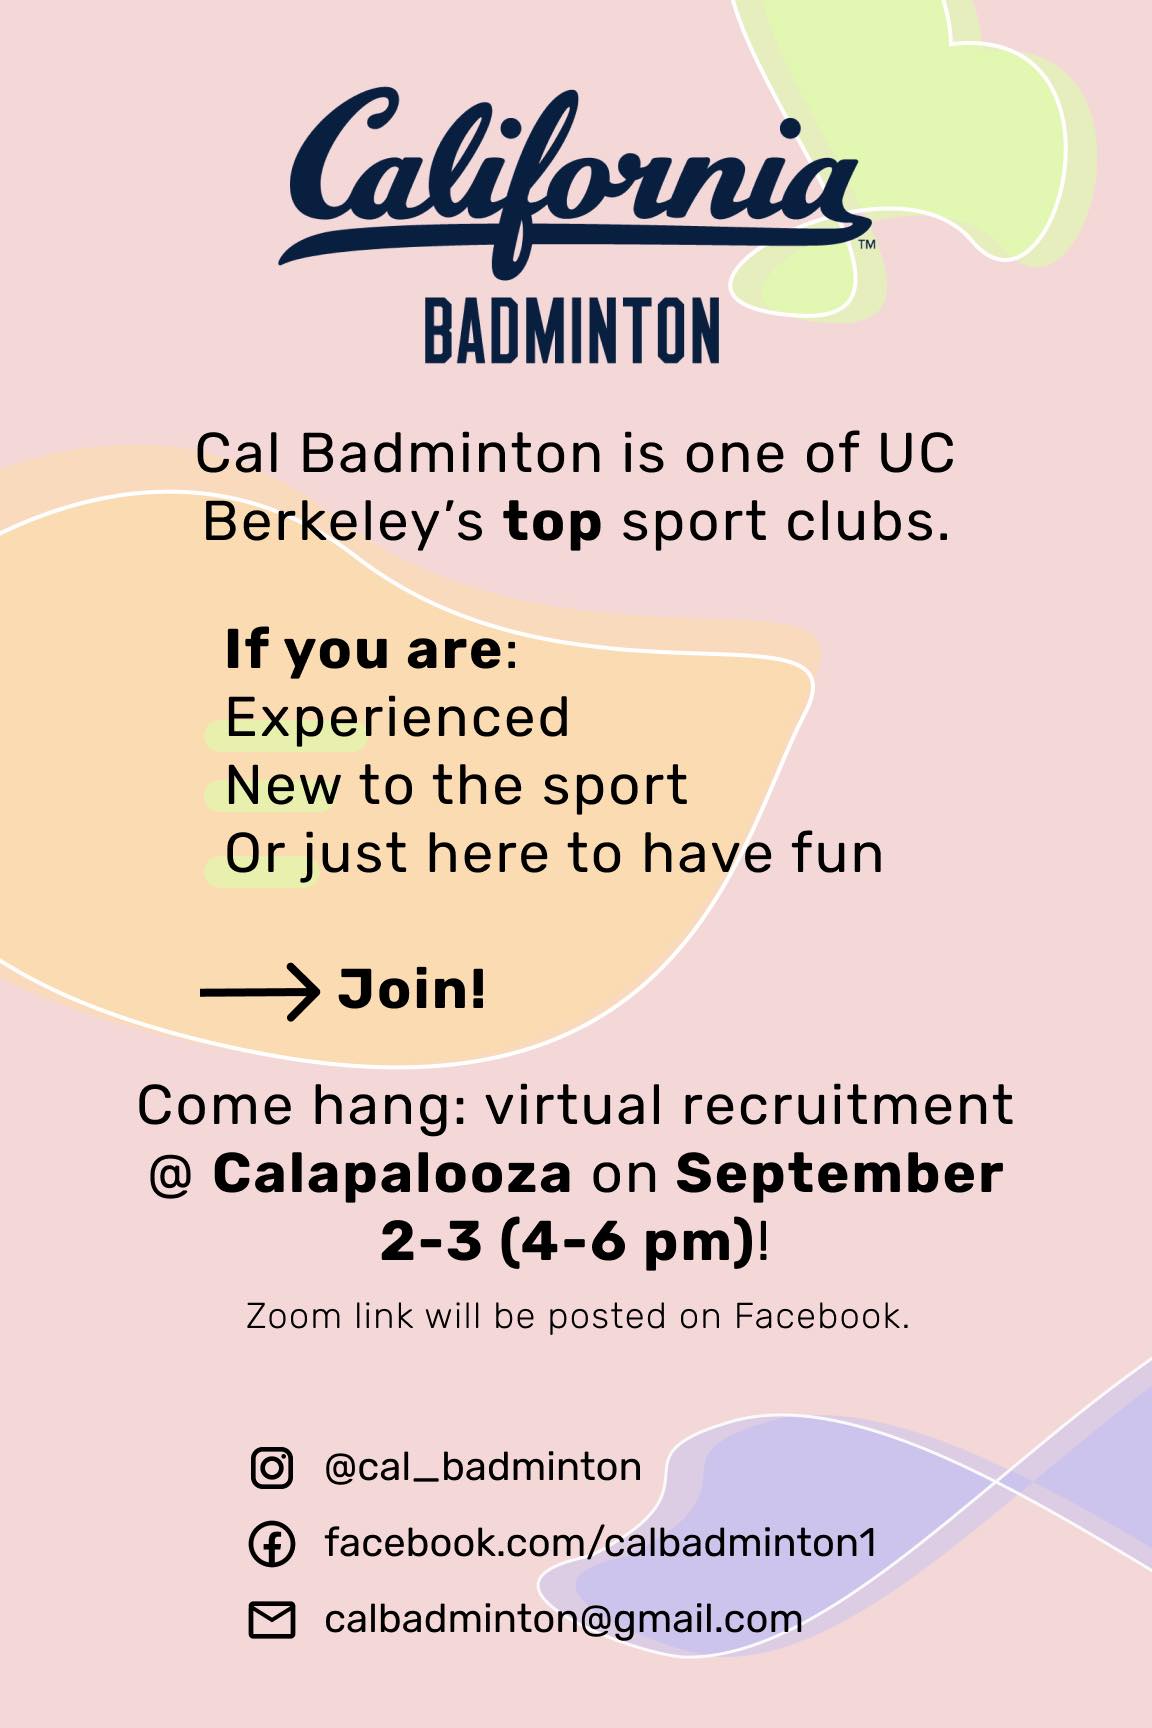 California
TM
BADMINTON
Cal Badminton is one of UC
Berkeley’s top sport clubs.
If you are:
Experienced
New to the sport
Or just here to have fun
Join!
Come hang: virtual recruitment
@ Calapalooza on September
2-3 (4-6 pm)!
Zoom link will be posted on Facebook.
@cal_badminton
facebook.com/calbadminton1
calbadminton@gmail.com